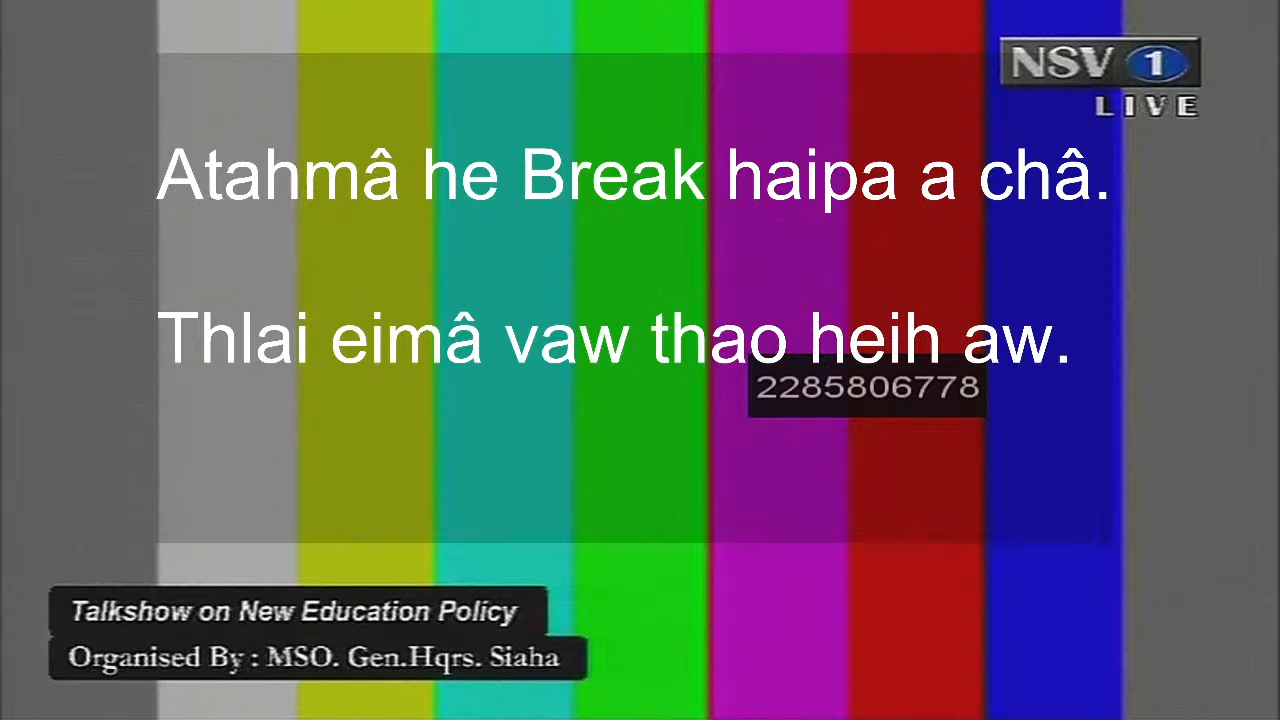 NSV 1
LIVE
Atahmâ he Break haipa a châ.
Thlai eimâ vaw thao heih aw.
2285806778
Talkshow on New Education Policy
Organised By : MSO. Gen.Hqrs. Siaha